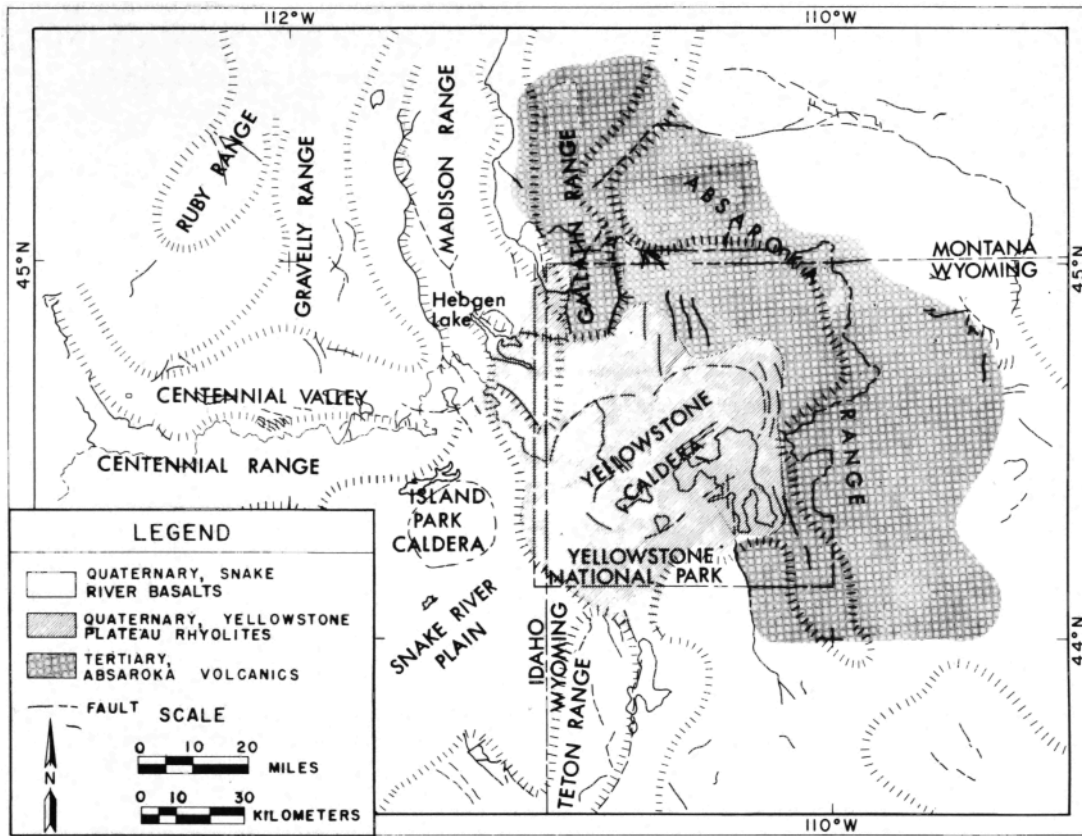 112°W
110°W
RUBY RANGE
GRAVELLY RANGE
MADISON RANGE
GALLATIN RANGE
ABSAROKA
RANGE
45°N
MONTANA
WYOMING
45°N
Hebgen
Lake
CENTENNIAL VALLEY
CENTENNIAL RANGE
YELLOWSTONE
CALDERA
ISLAND
PARK
CALDERA
YELLOWSTONE
NATIONAL PARK
SNAKE RIVER
PLAIN
IDAHO
WYOMING
TETON RANGE
44°N
LEGEND
QUATERNARY, SNAKE
RIVER BASALTS
QUATERNARY, YELLOWSTONE
PLATEAU RHYOLITES
TERTIARY,
ABSAROKA VOLCANICS
FAULT
SCALE
0 10 20
MILES
0 10 30
KILOMETERS
N
110°W